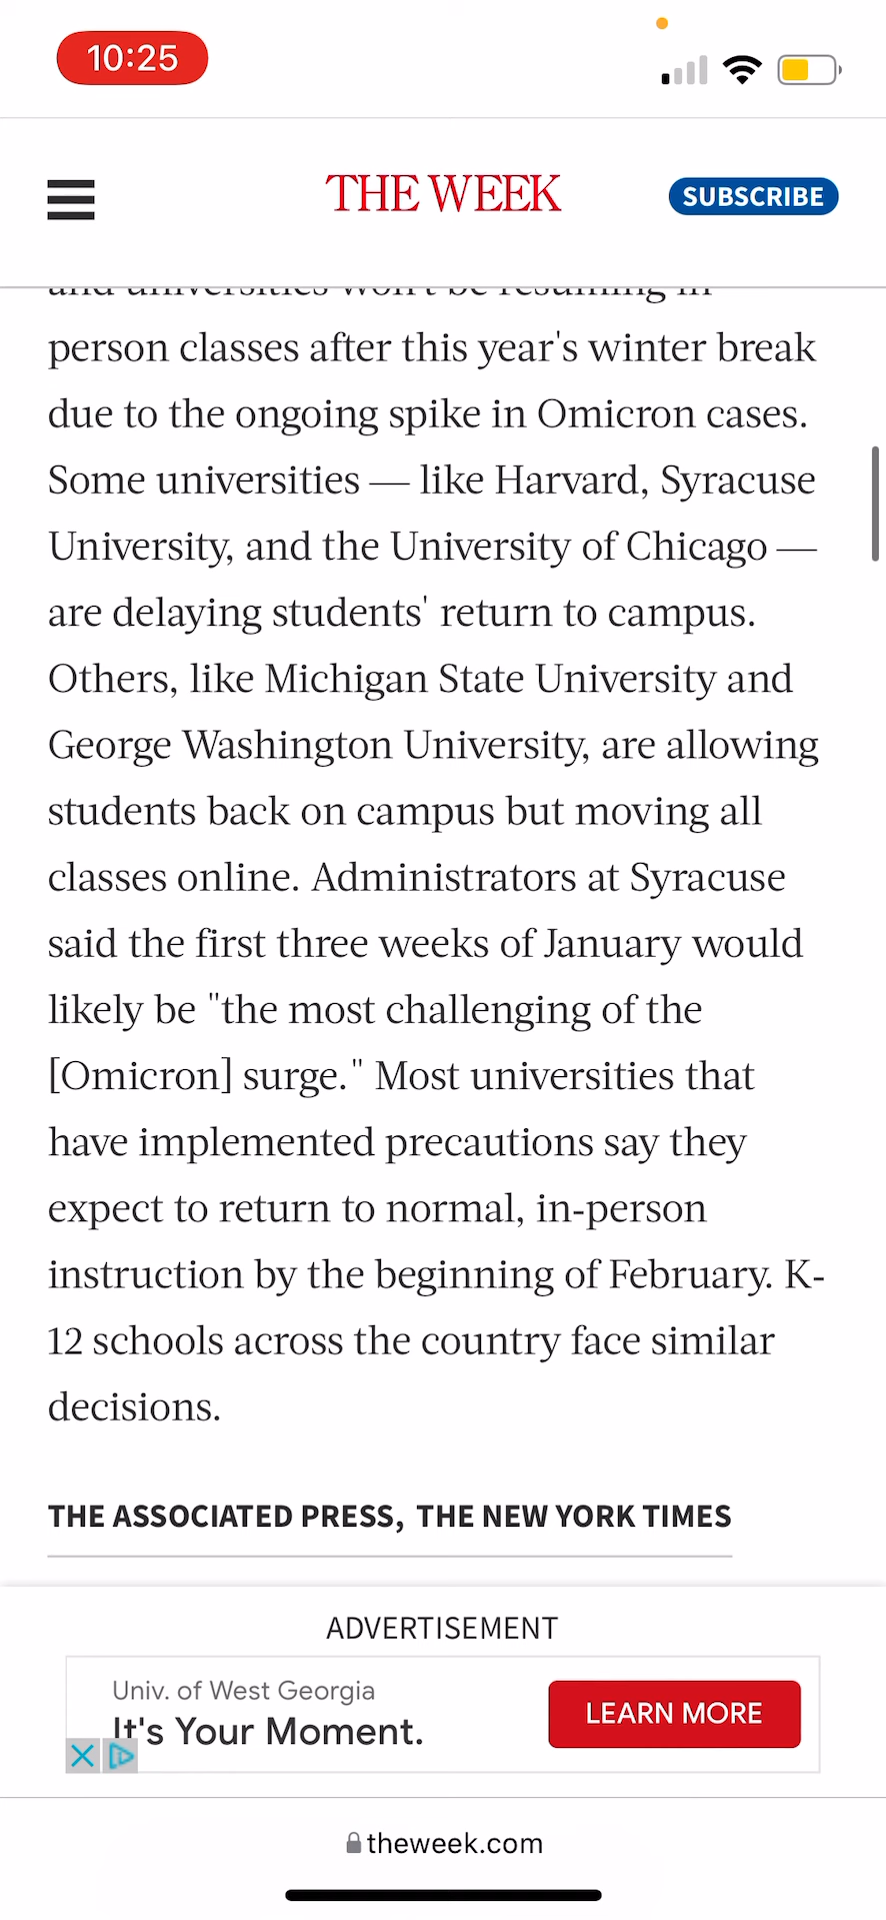 10:25
THE WEEK
SUBSCRIBE
and universities won't be resuming in
person classes after this year's winter break
due to the ongoing spike in Omicron cases.
Some universities — like Harvard, Syracuse
University, and the University of Chicago —
are delaying students' return to campus.
Others, like Michigan State University and
George Washington University, are allowing
students back on campus but moving all
classes online. Administrators at Syracuse
said the first three weeks of January would
likely be "the most challenging of the
[Omicron] surge." Most universities that
have implemented precautions say they
expect to return to normal, in-person
instruction by the beginning of February. K-
12 schools across the country face similar
decisions.
THE ASSOCIATED PRESS, THE NEW YORK TIMES
ADVERTISEMENT
Univ. of West Georgia
It's Your Moment.
LEARN MORE
theweek.com